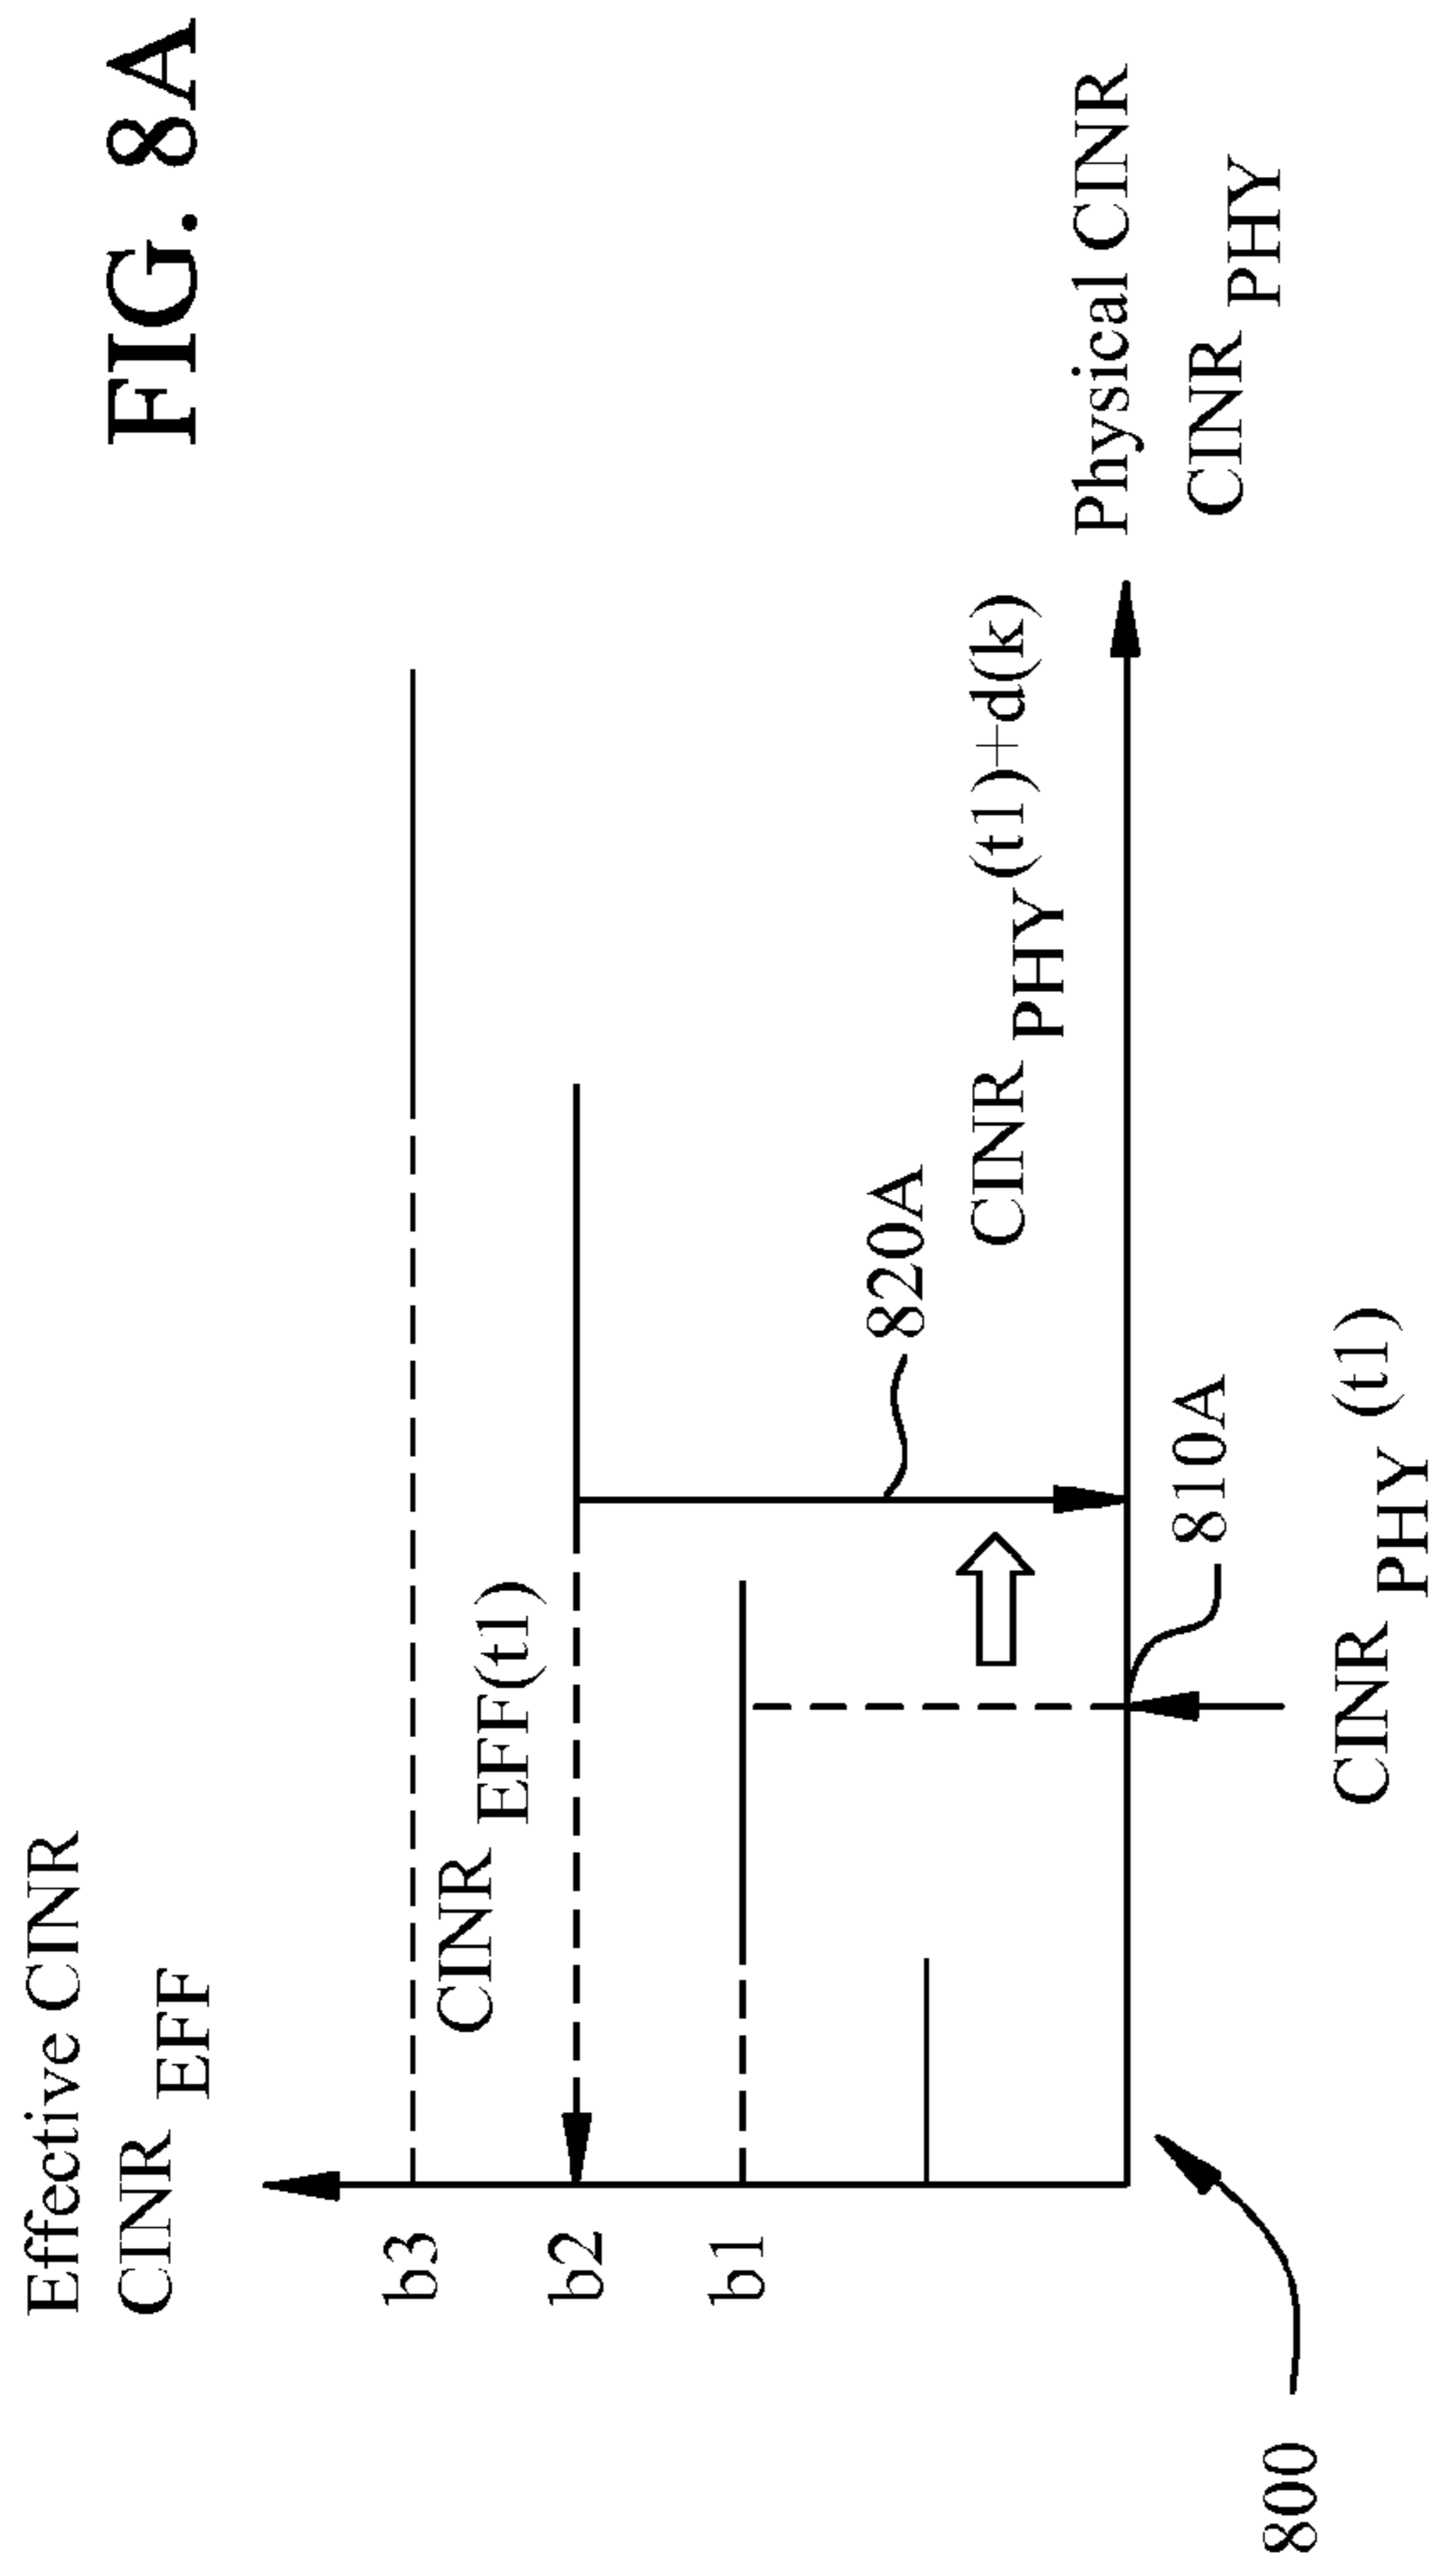 FIG. 8A
Effective CINR
CINR EFF
b3
CINR EFF(t1)
b2
b1
820A
CINR PHY (t1)+d(k)
Physical CINR
CINR PHY
810A
CINR PHY (t1)
800